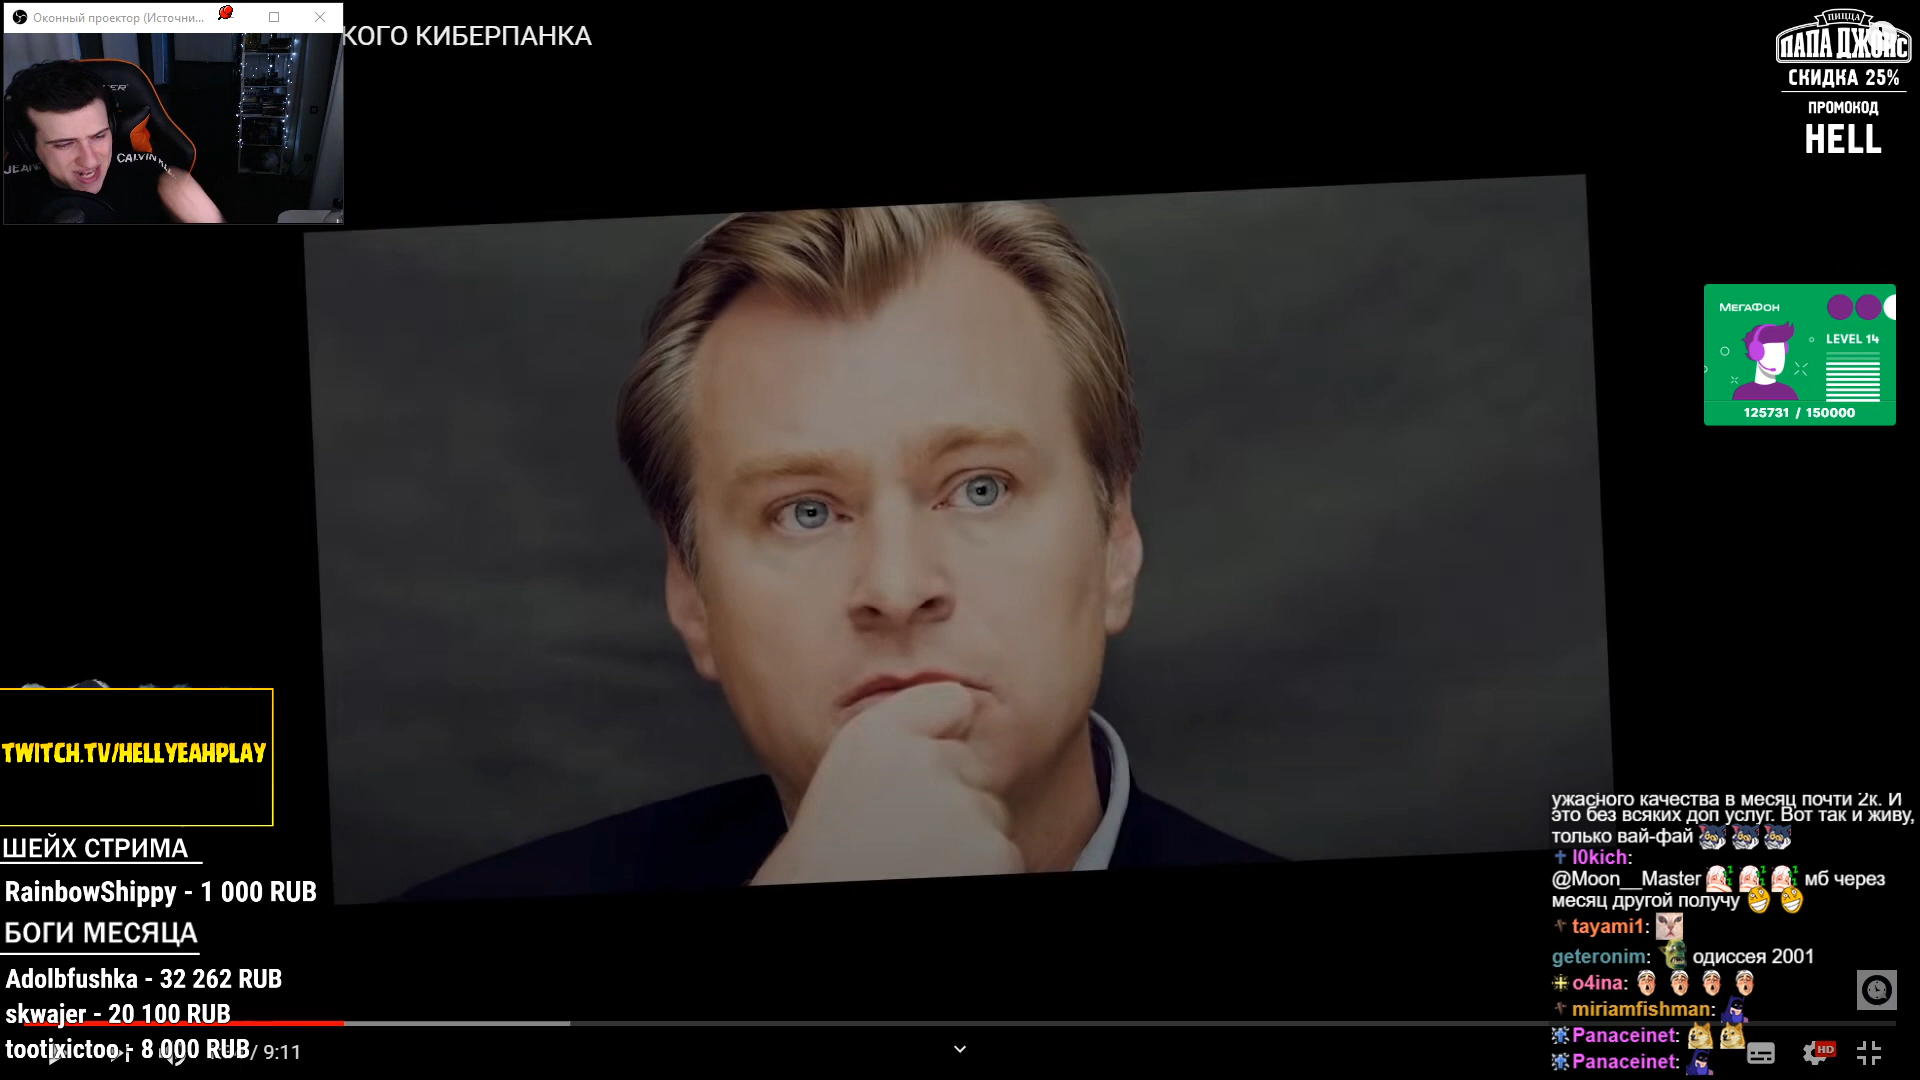 Оконный проектор (Источни...
КОГО КИБЕРПАНКА
ПИЦЦА
ПАПА ДЖОНС
СКИДКА 25%
ПРОМОКОД
HELL
CALVIN
JEAN
МЕГАФОН
LEVEL 14
125731 / 150000
TWITCH.TV/HELLYEAHPLAY
ШЕЙХ СТРИМА
RainbowShippy - 1 000 RUB
БОГИ МЕСЯЦА
Adolbfushka - 32 262 RUB
skwajer - 20 100 RUB
tootixictoo - 8 000 RUB
/ 9:11
ужасного качества в месяц почти 2к. И
это без всяких доп услуг. Вот так и живу,
только вай-фай
l0kich:
@Moon__Master мб через
месяц другой получу
tayami1:
geteronim: одиссея 2001
o4ina:
miriamfishman:
Panaceinet:
Panaceinet:
HD